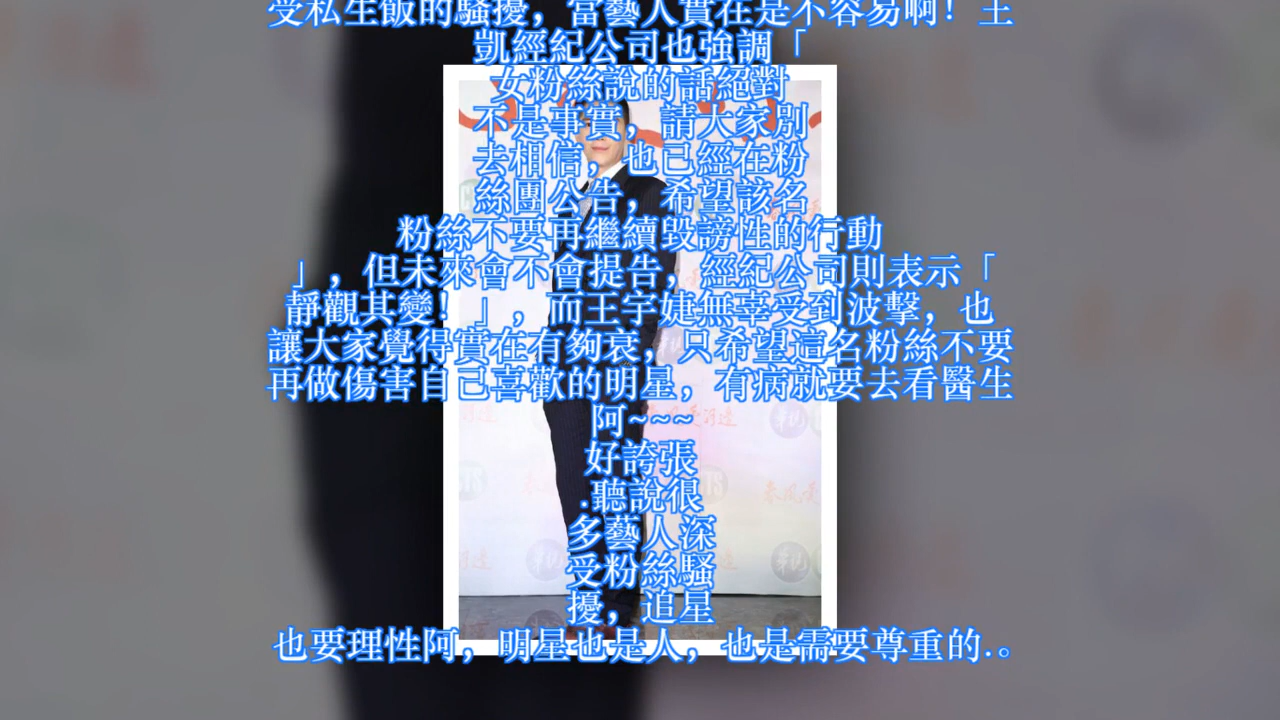 受私生飯的騷擾，當藝人實在是不容易啊！王
凱經紀公司也強調「
女粉絲說的話絕對
不是事實，請大家別
去相信，也已經在粉
絲團公告，希望該名
粉絲不要再繼續毀謗性的行動
」，但未來會不會提告，經紀公司則表示「
靜觀其變！」，而王宇婕無辜受到波擊，也
讓大家覺得實在有夠衰，只希望這名粉絲不要
再做傷害自己喜歡的明星，有病就要去看醫生
阿~~~
好誇張
.聽說很
多藝人深
受粉絲騷
擾，追星
也要理性阿，明星也是人，也是需要尊重的.。